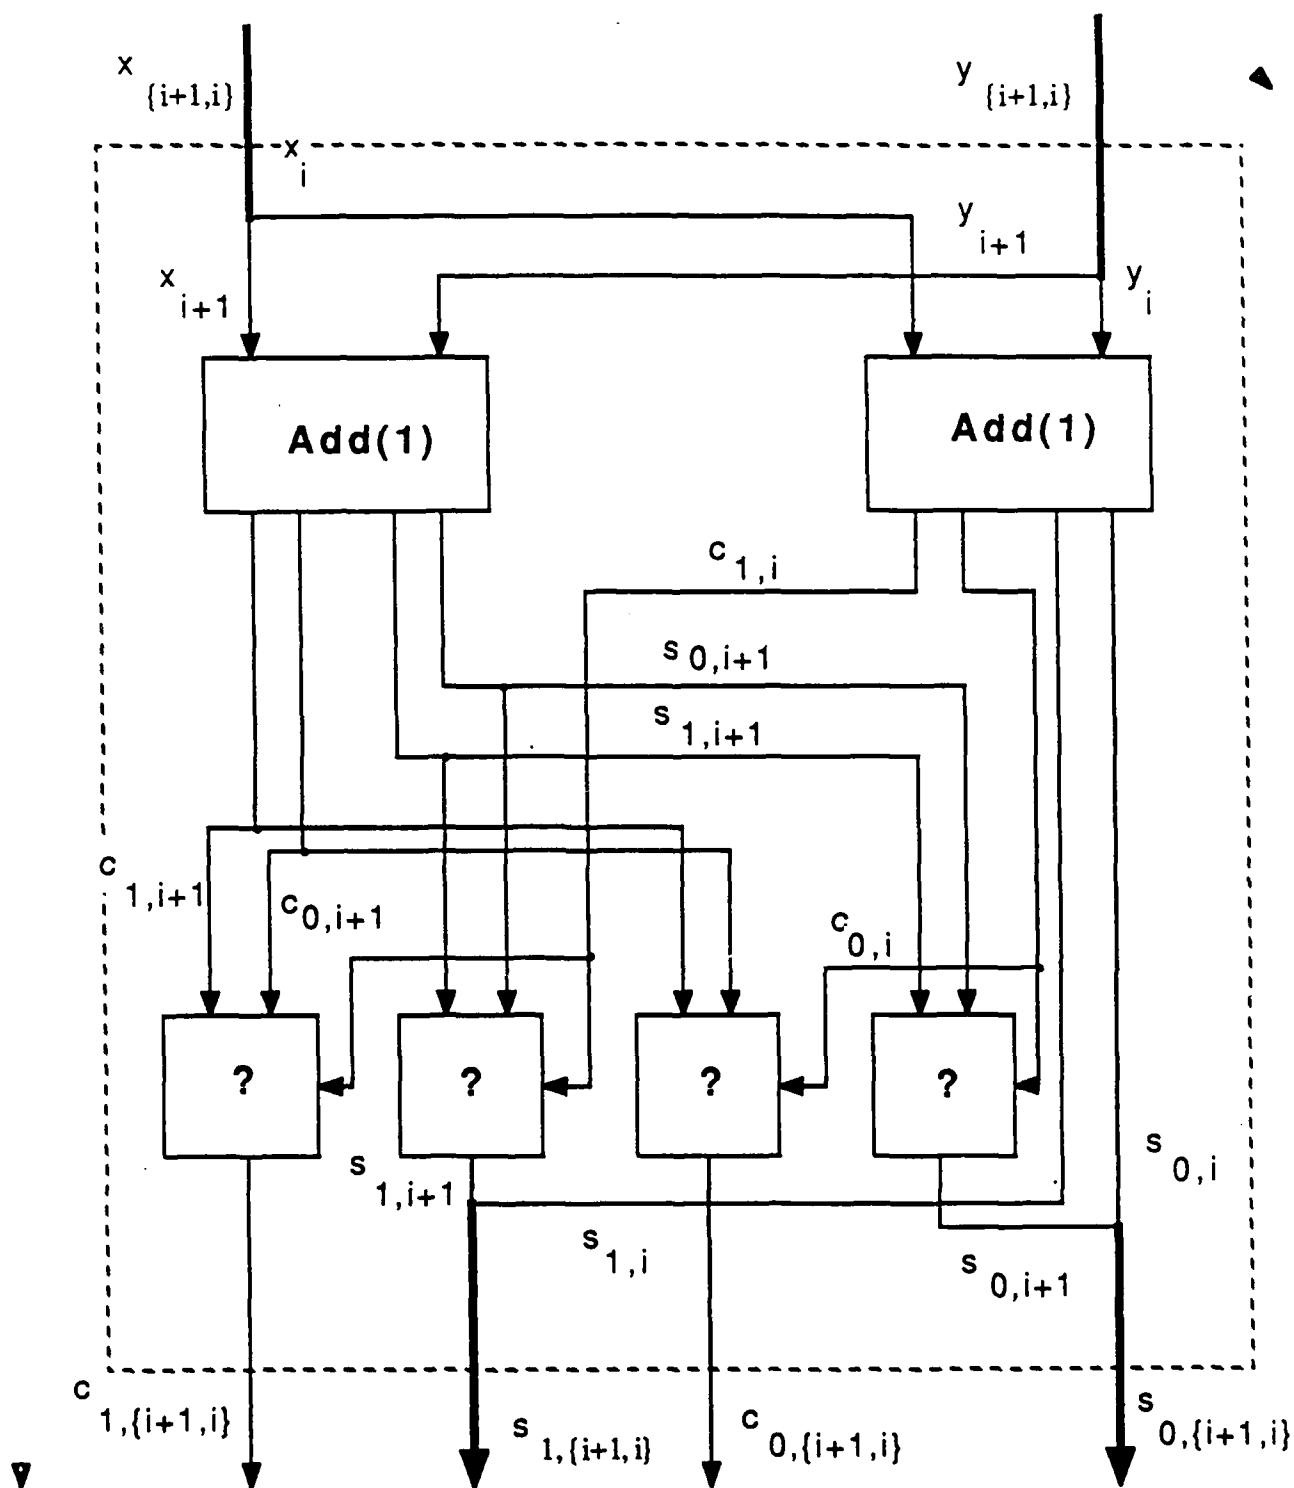 x {i+1,i}
y {i+1,i}
x i
y i+1
x i+1
y i
Add(1)
Add(1)
c 1,i
s 0,i+1
s 1,i+1
c 1,i+1
c 0,i+1
c 0,i
?
?
?
?
s 0,i
s 1,i+1
s 1,i
s 0,i+1
c 1,{i+1,i}
s 1,{i+1,i}
c 0,{i+1,i}
s 0,{i+1,i}